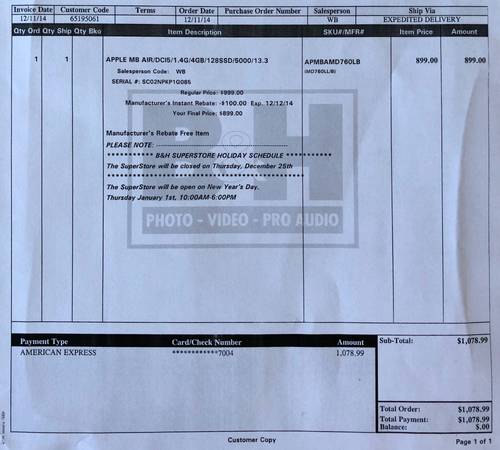 Invoice Date Customer Code Terms Order Date Purchase Order Number Salesperson Ship Via
12/11/14 65195061 12/11/14 WB EXPEDITED DELIVERY
Qty Ord Qty Ship Qty Bko Item Description SKU#/MFR# Item Price Amount
1 1 APPLE MB AIR/DCI5/1.4G/4GB/128SSD/5000/13.3 APMBAMD760LB 899.00 899.00
Salesperson Code: WB (MD760LL/B)
SERIAL #: SC02NPKP1G085
Regular Price: $999.00
Manufacturer's Instant Rebate: -$100.00 Exp. 12/12/14
Your Final Price: $899.00
Manufacturer's Rebate Free Item
PLEASE NOTE:
*********** B&H SUPERSTORE HOLIDAY SCHEDULE ***********
The SuperStore will be closed on Thursday, December 25th
The SuperStore will be open on New Year's Day,
Thursday January 1st, 10:00AM-6:00PM
B&H
PHOTO - VIDEO - PRO AUDIO
Payment Type Card/Check Number Amount
AMERICAN EXPRESS ************7004 1,078.99
Sub-Total: $1,078.99
Total Order: $1,078.99
Total Payment: $1,078.99
Balance: $.00
Customer Copy
Page 1 of 1